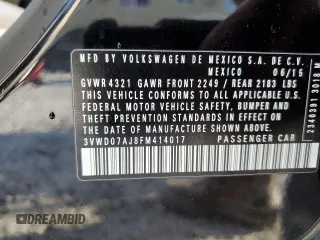 MFD BY VOLKSWAGEN DE MEXICO S.A. DE C.V.
MEXICO 06/15
GVWR 4321 GAWR FRONT 2249 / REAR 2183 LBS
THIS VEHICLE CONFORMS TO ALL APPLICABLE
FEDERAL MOTOR VEHICLE SAFETY, BUMPER AND
THEFT PREVENTION STANDARDS IN EFFECT ON THE
DATE OF MANUFACTURE SHOWN ABOVE.
3VWD07AJ8FM414017 PASSENGER CAR
2346391 3018 M
DREAMBID